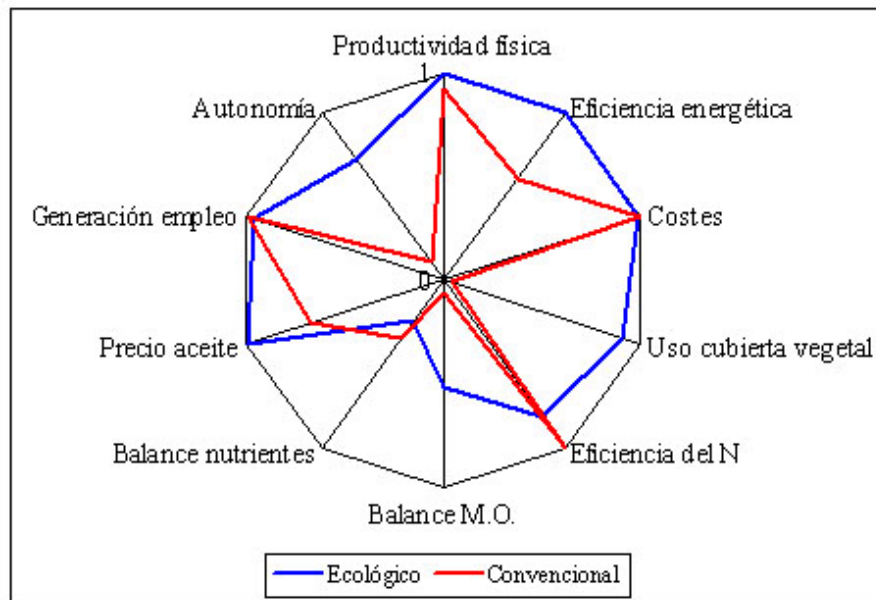 Productividad física
1
Autonomía
Eficiencia energética
Generación empleo
Costes
0
Precio aceite
Uso cubierta vegetal
Balance nutrientes
Eficiencia del N
Balance M.O.
Ecológico
Convencional